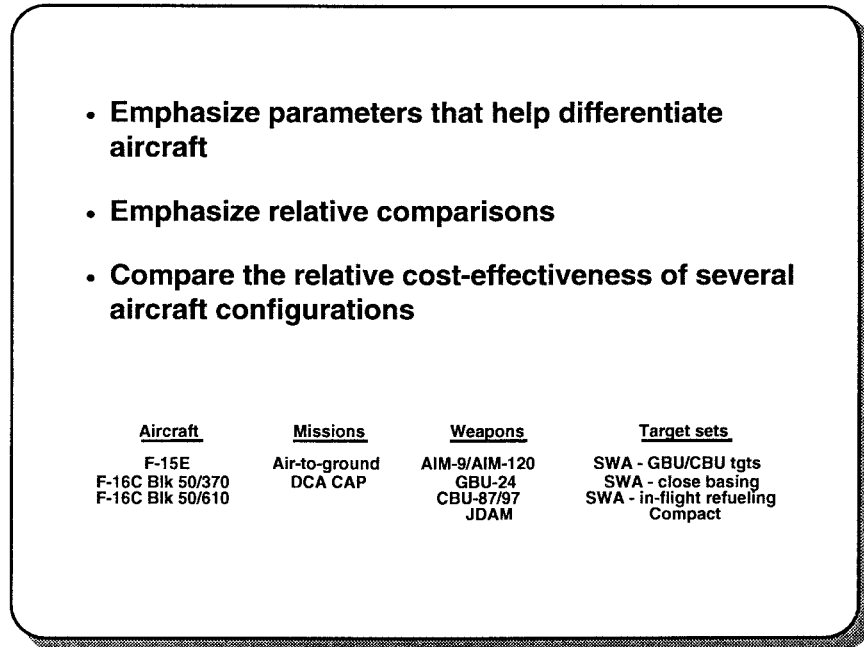 • Emphasize parameters that help differentiate
aircraft
• Emphasize relative comparisons
• Compare the relative cost-effectiveness of several
aircraft configurations
Aircraft Missions Weapons Target sets
F-15E Air-to-ground AIM-9/AIM-120 SWA - GBU/CBU tgts
F-16C Blk 50/370 DCA CAP GBU-24 SWA - close basing
F-16C Blk 50/610 CBU-87/97 SWA - in-flight refueling
JDAM Compact